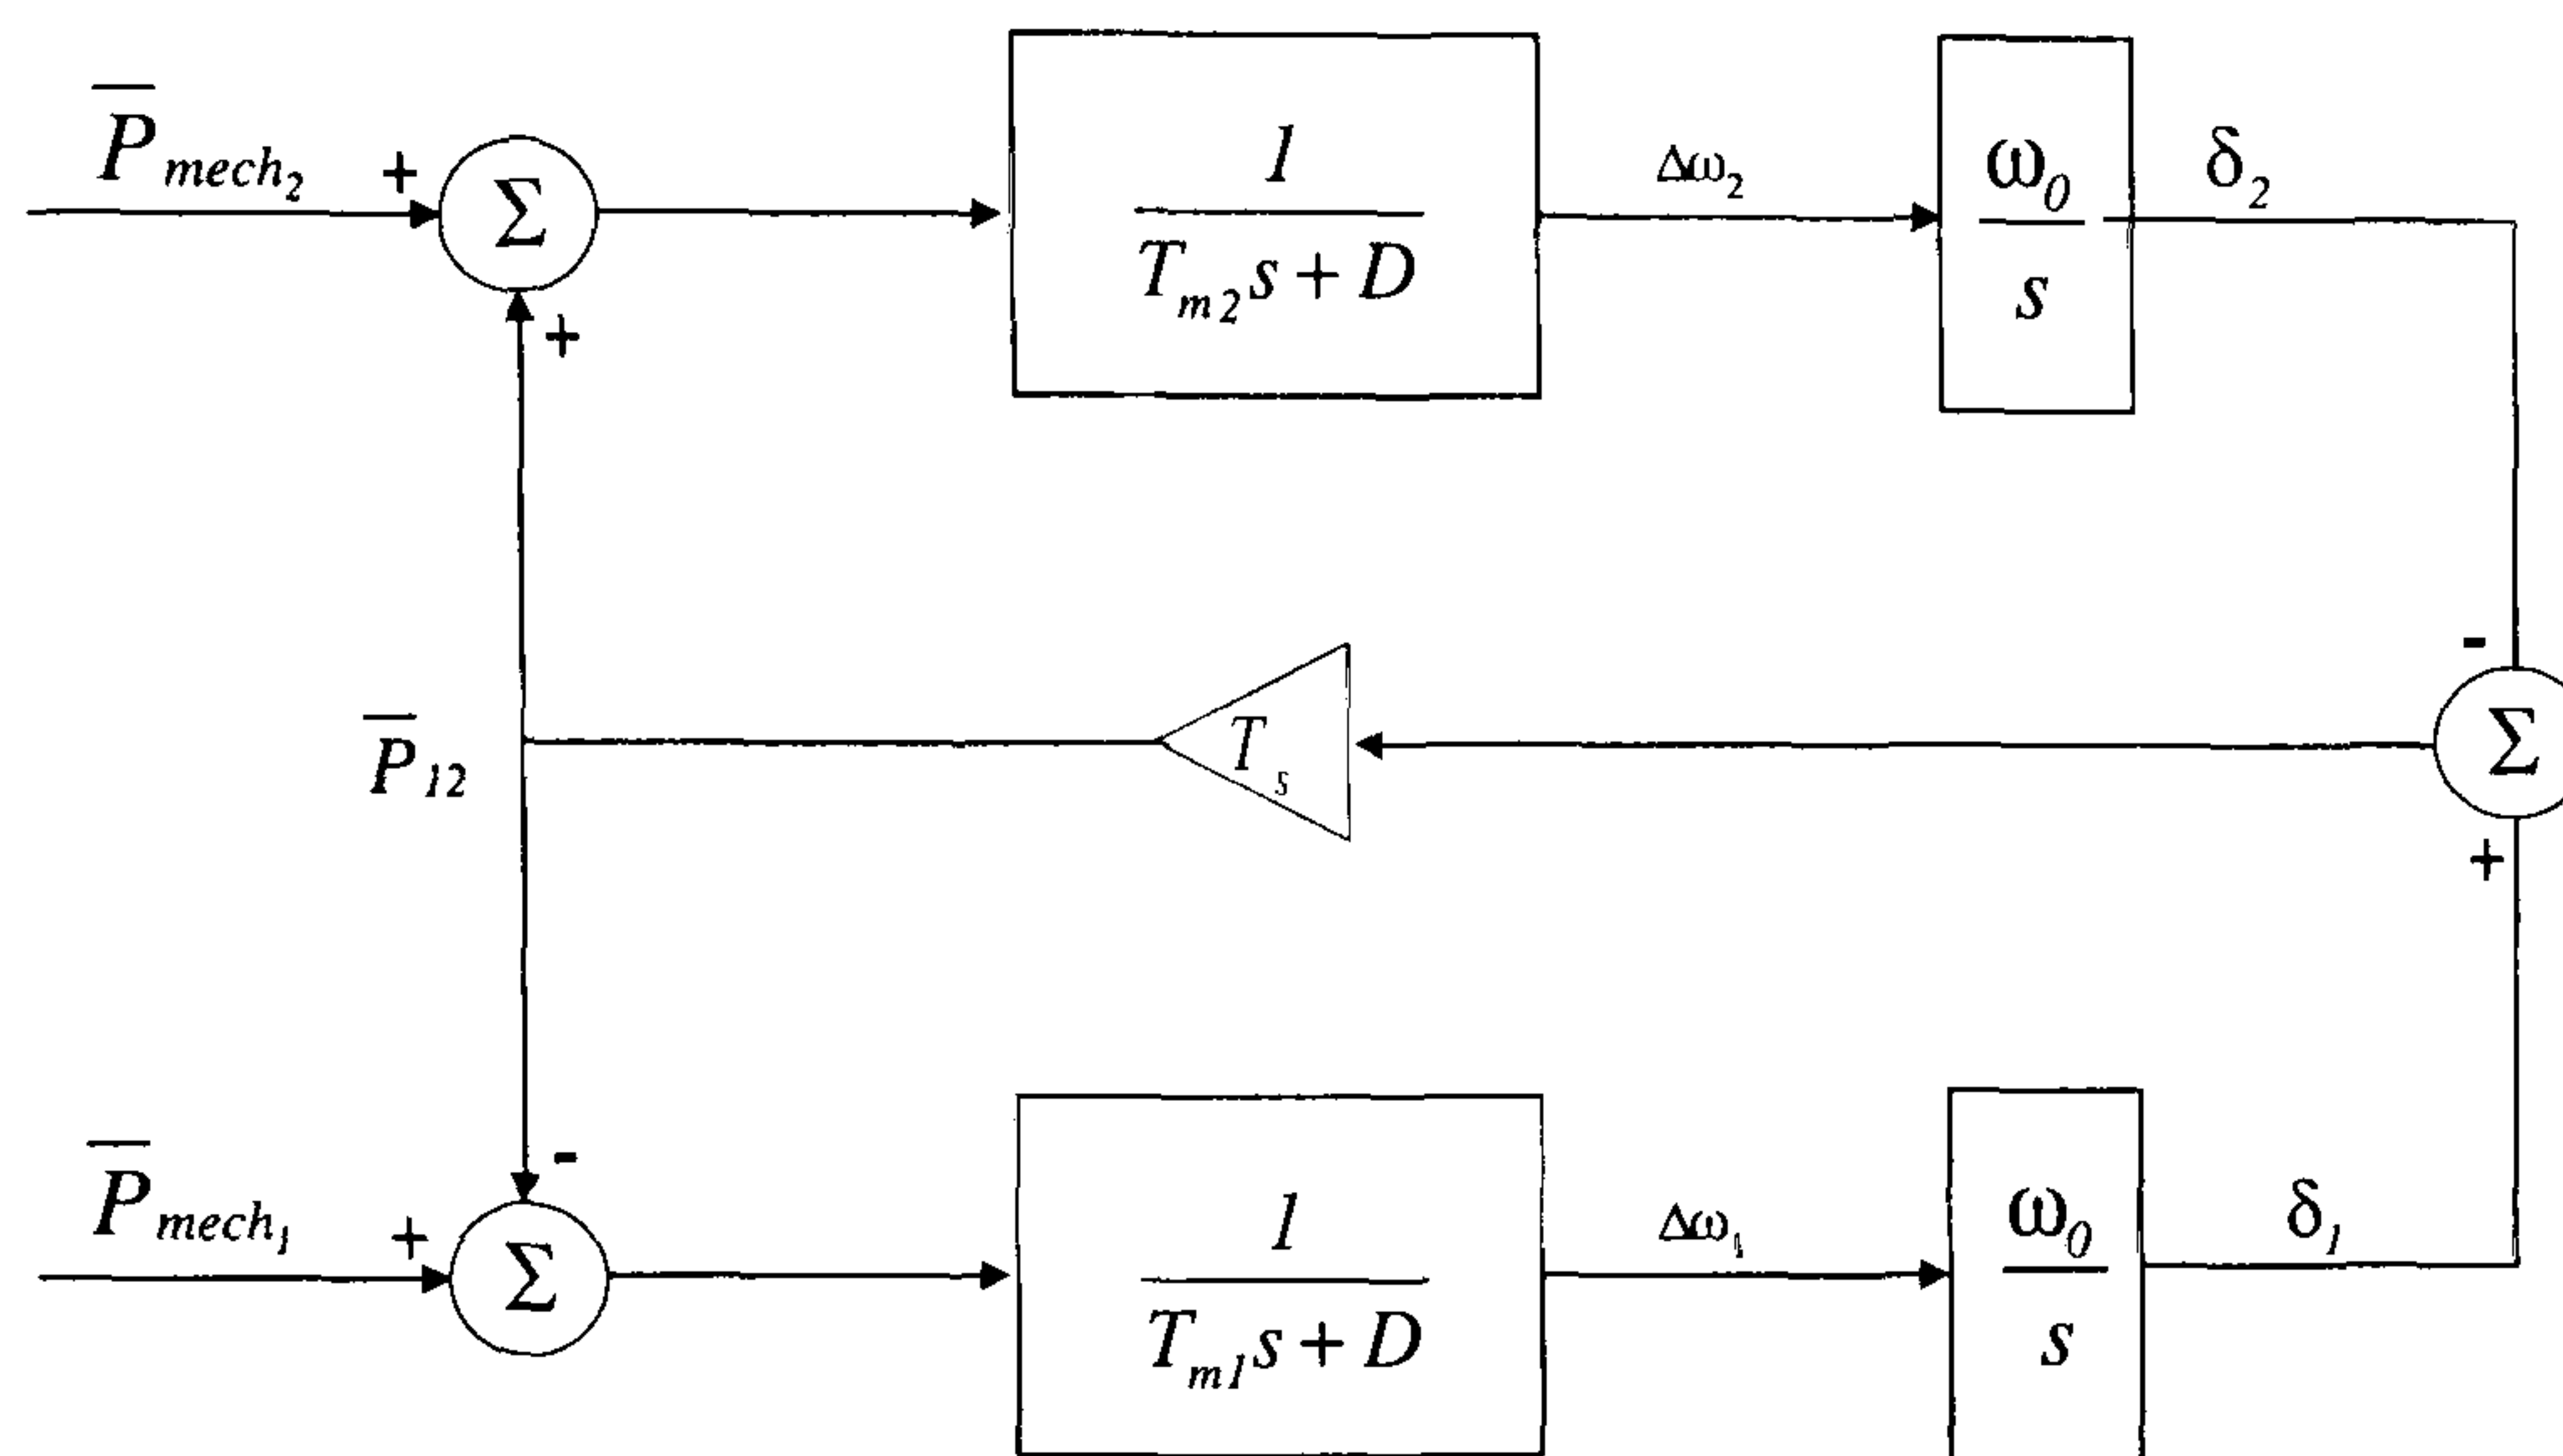 P̅mech₂
+
Σ
+
1
Tm2s + D
Δω₂
ω₀
s
δ₂
-
P̅12
Ts
Σ
+
P̅mech₁
+
-
Σ
1
Tm1s + D
Δω₁
ω₀
s
δ₁